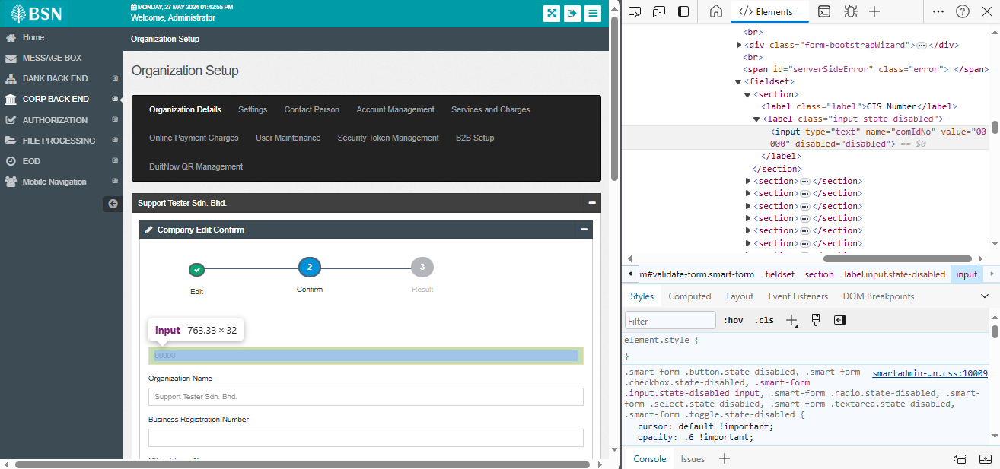 BSN
MONDAY, 27 MAY 2024 01:42:55 PM
Welcome, Administrator
Home
MESSAGE BOX
BANK BACK END
CORP BACK END
AUTHORIZATION
FILE PROCESSING
EOD
Mobile Navigation
Organization Setup
Organization Setup
Organization Details Settings Contact Person Account Management Services and Charges
Online Payment Charges User Maintenance Security Token Management B2B Setup
DuitNow QR Management
Support Tester Sdn. Bhd.
Company Edit Confirm
2 3
Edit Confirm Result
input 763.33 × 32
00000
Organization Name
Support Tester Sdn. Bhd.
Business Registration Number
</> Elements
<br>
<div class="form-bootstrapWizard"> … </div>
<br>
<span id="serverSideError" class="error"> </span>
<fieldset>
<section>
<label class="label">CIS Number</label>
<label class="input state-disabled">
<input type="text" name="comIdNo" value="00
000" disabled="disabled"> == $0
</label>
</section>
<section> … </section>
<section> … </section>
<section> … </section>
<section> … </section>
<section> … </section>
<section> … </section>
m#validate-form.smart-form fieldset section label.input.state-disabled input
Styles Computed Layout Event Listeners DOM Breakpoints
Filter :hov .cls
element.style {
}
.smart-form .button.state-disabled, .smart-form smartadmin-…n.css:10009
.checkbox.state-disabled, .smart-form
.input.state-disabled input, .smart-form .radio.state-disabled, .smart-
form .select.state-disabled, .smart-form .textarea.state-disabled,
.smart-form .toggle.state-disabled {
cursor: default !important;
opacity: .6 !important;
Console Issues